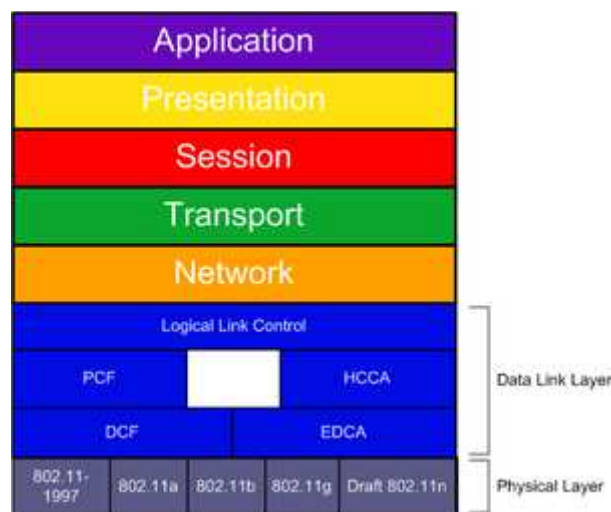 Application
Presentation
Session
Transport
Network
Logical Link Control
PCF HCCA
Data Link Layer
DCF EDCA
802.11-
1997
802.11a 802.11b 802.11g Draft 802.11n
Physical Layer